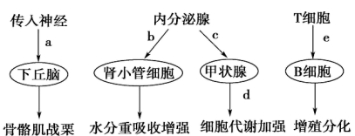 传入神经 内分泌腺 T细胞
a b c e
下丘脑 肾小管细胞 甲状腺 B细胞
d
骨骼肌战栗 水分重吸收增强 细胞代谢加强 增殖分化